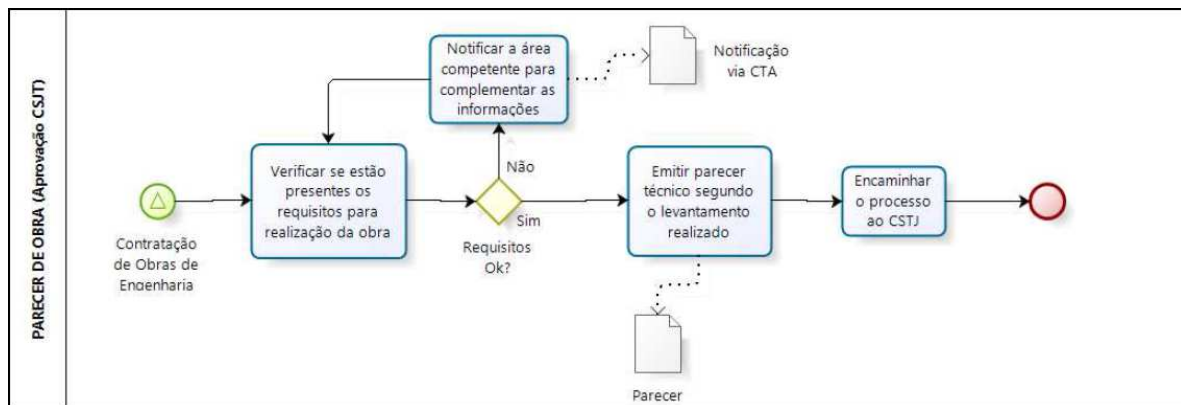 PARECER DE OBRA (Aprovação CSJT)
Contratação
de Obras de
Engenharia
Verificar se estão
presentes os
requisitos para
realização da obra
Notificar a área
competente para
complementar as
informações
Notificação
via CTA
Não
Sim
Requisitos
Ok?
Emitir parecer
técnico segundo
o levantamento
realizado
Parecer
Encaminhar
o processo
ao CSTJ